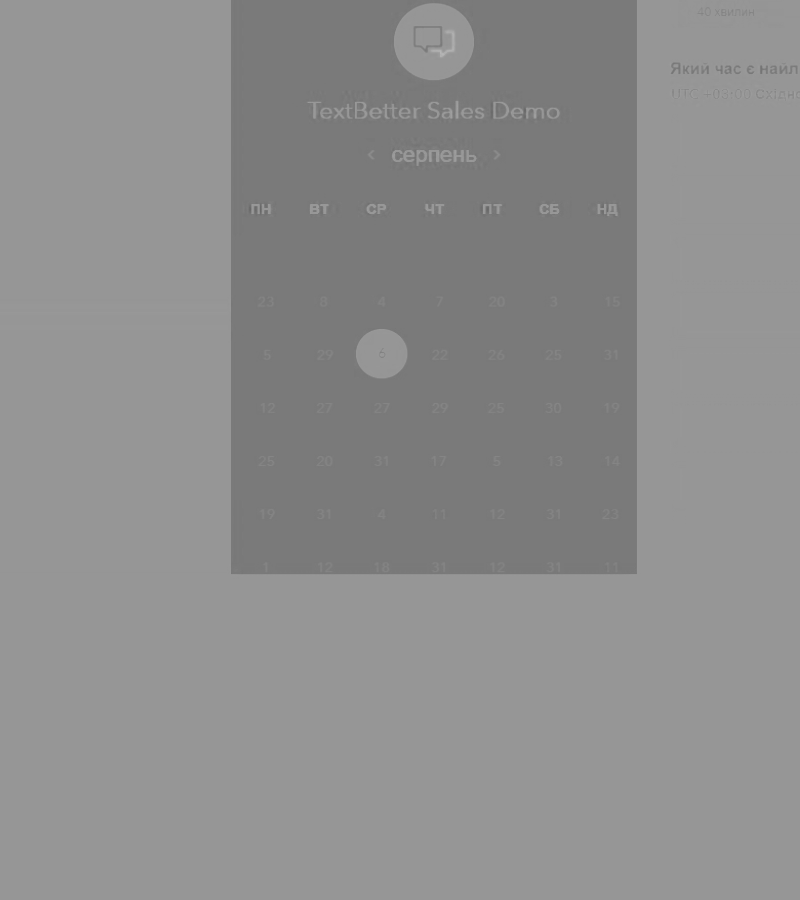 40 хвилин
TextBetter Sales Demo
Який час є найл
UTC +03:00 Східно
< серпень >
ПН ВТ СР ЧТ ПТ СБ НД
23 8 4 7 20 3 15
5 29 6 22 26 25 31
12 27 27 29 25 30 19
25 20 31 17 5 13 14
19 31 4 11 12 31 23
1 12 18 31 12 31 11